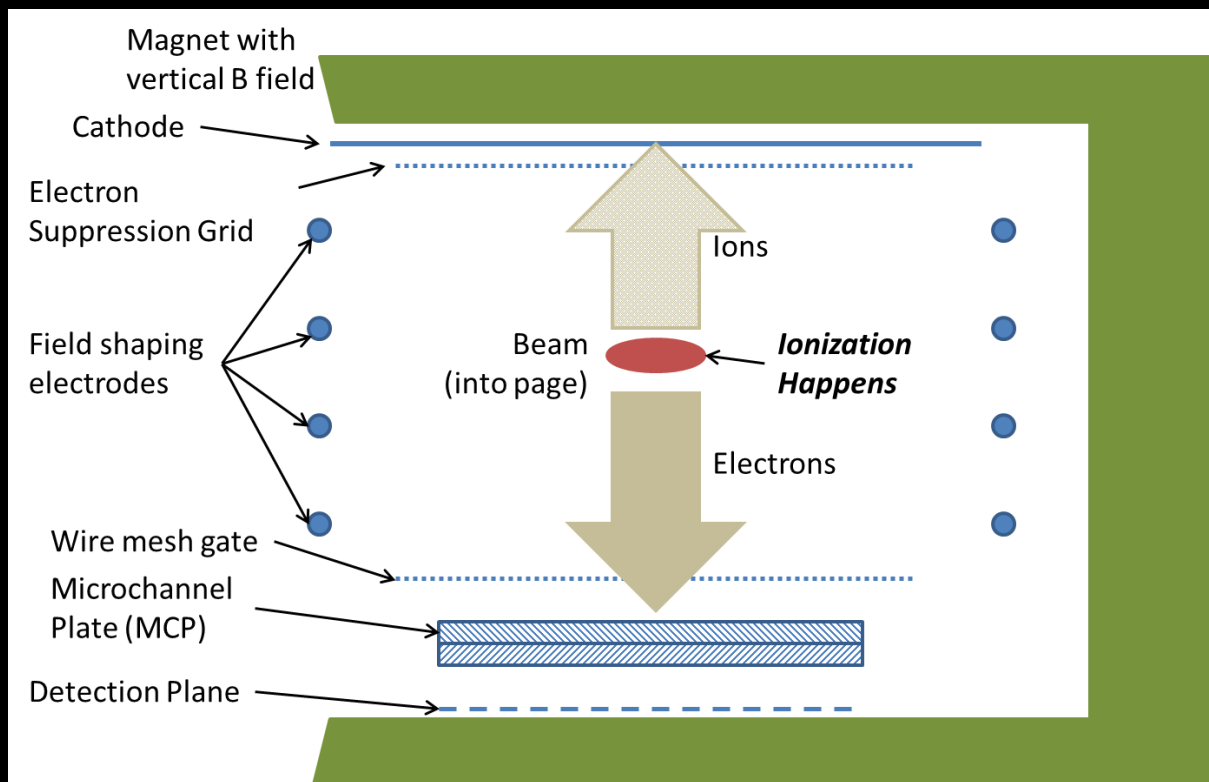 Magnet with
vertical B field
Cathode
Electron
Suppression Grid
Ions
Field shaping
electrodes
Beam
(into page)
Ionization
Happens
Electrons
Wire mesh gate
Microchannel
Plate (MCP)
Detection Plane